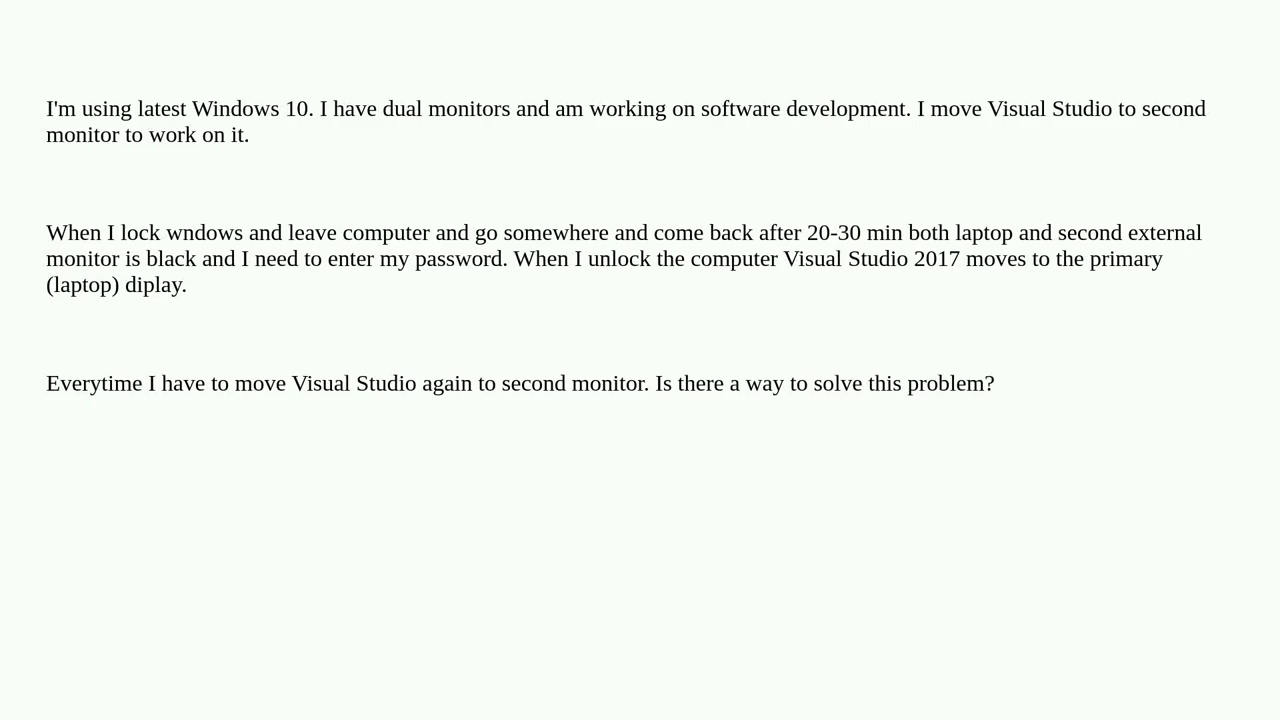 I'm using latest Windows 10. I have dual monitors and am working on software development. I move Visual Studio to second
monitor to work on it.
When I lock wndows and leave computer and go somewhere and come back after 20-30 min both laptop and second external
monitor is black and I need to enter my password. When I unlock the computer Visual Studio 2017 moves to the primary
(laptop) diplay.
Everytime I have to move Visual Studio again to second monitor. Is there a way to solve this problem?